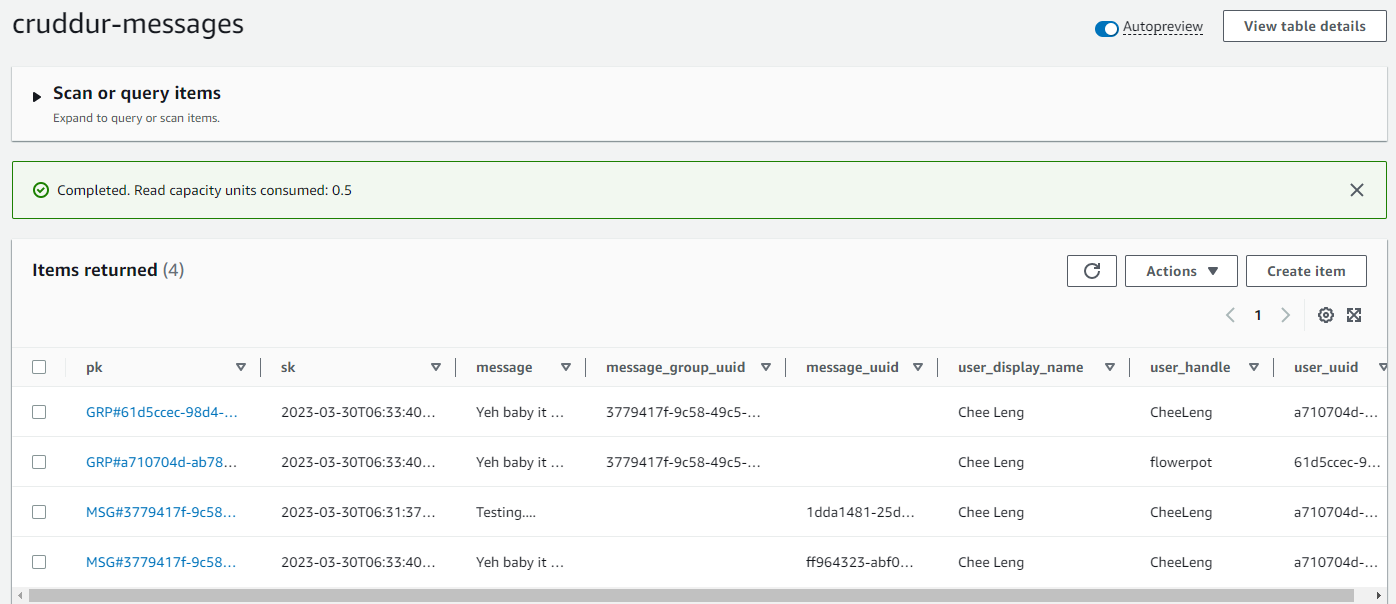 cruddur-messages
Autopreview
View table details
Scan or query items
Expand to query or scan items.
Completed. Read capacity units consumed: 0.5
Items returned (4)
Actions
Create item
1
pk sk message message_group_uuid message_uuid user_display_name user_handle user_uuid
GRP#61d5ccec-98d4-... 2023-03-30T06:33:40... Yeh baby it ... 3779417f-9c58-49c5-... Chee Leng CheeLeng a710704d-...
GRP#a710704d-ab78... 2023-03-30T06:33:40... Yeh baby it ... 3779417f-9c58-49c5-... Chee Leng flowerpot 61d5ccec-9...
MSG#3779417f-9c58... 2023-03-30T06:31:37... Testing.... 1dda1481-25d... Chee Leng CheeLeng a710704d-...
MSG#3779417f-9c58... 2023-03-30T06:33:40... Yeh baby it ... ff964323-abf0... Chee Leng CheeLeng a710704d-...